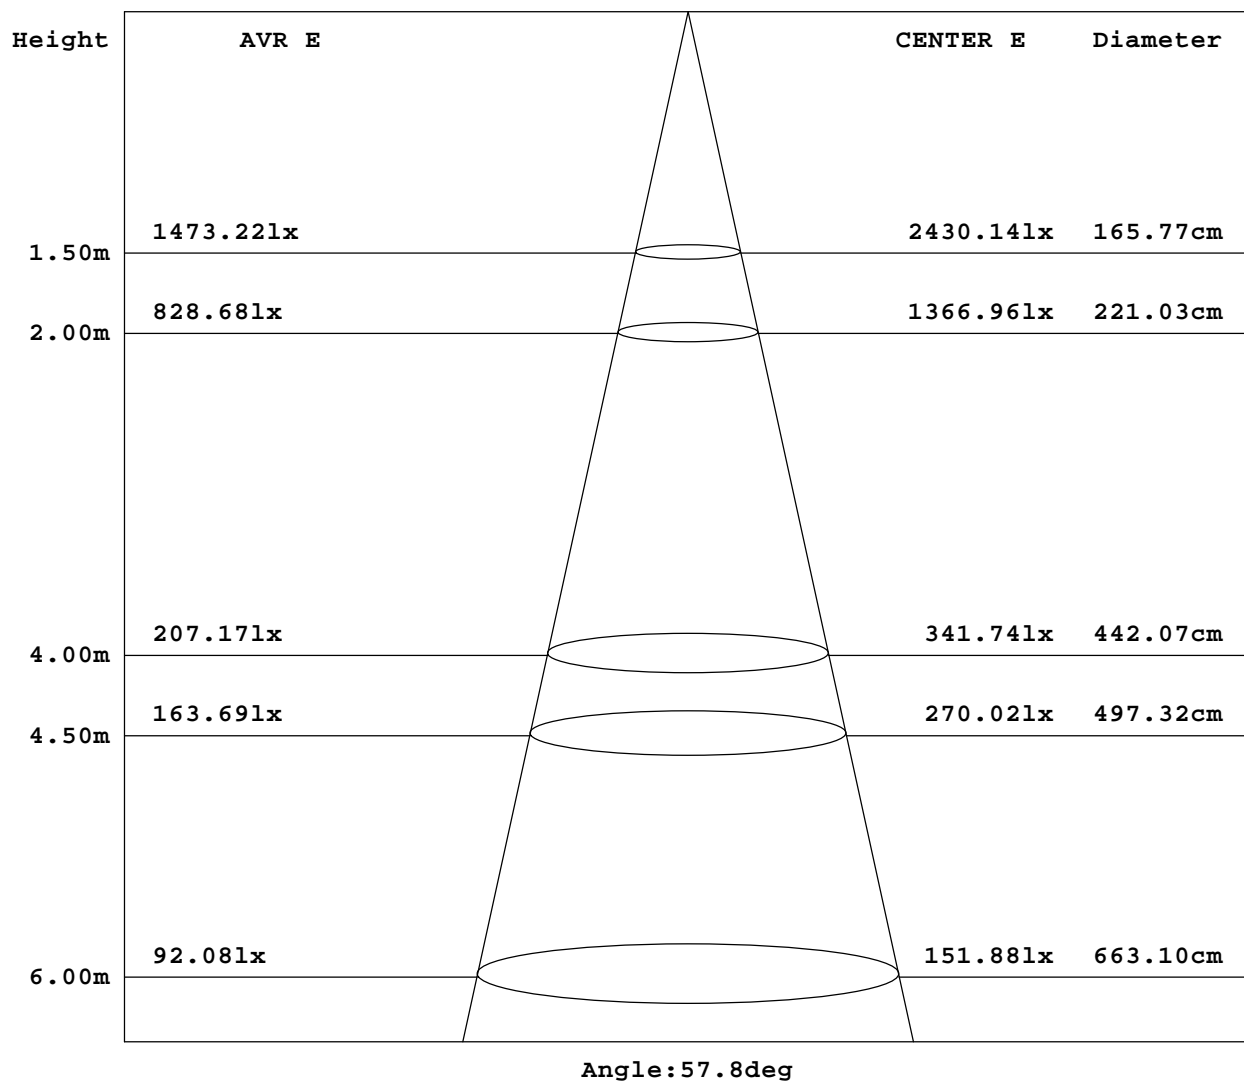 Height AVR E CENTER E Diameter
1473.22lx 2430.14lx 165.77cm
1.50m
828.68lx 1366.96lx 221.03cm
2.00m
207.17lx 341.74lx 442.07cm
4.00m
163.69lx 270.02lx 497.32cm
4.50m
92.08lx 151.88lx 663.10cm
6.00m
Angle:57.8deg